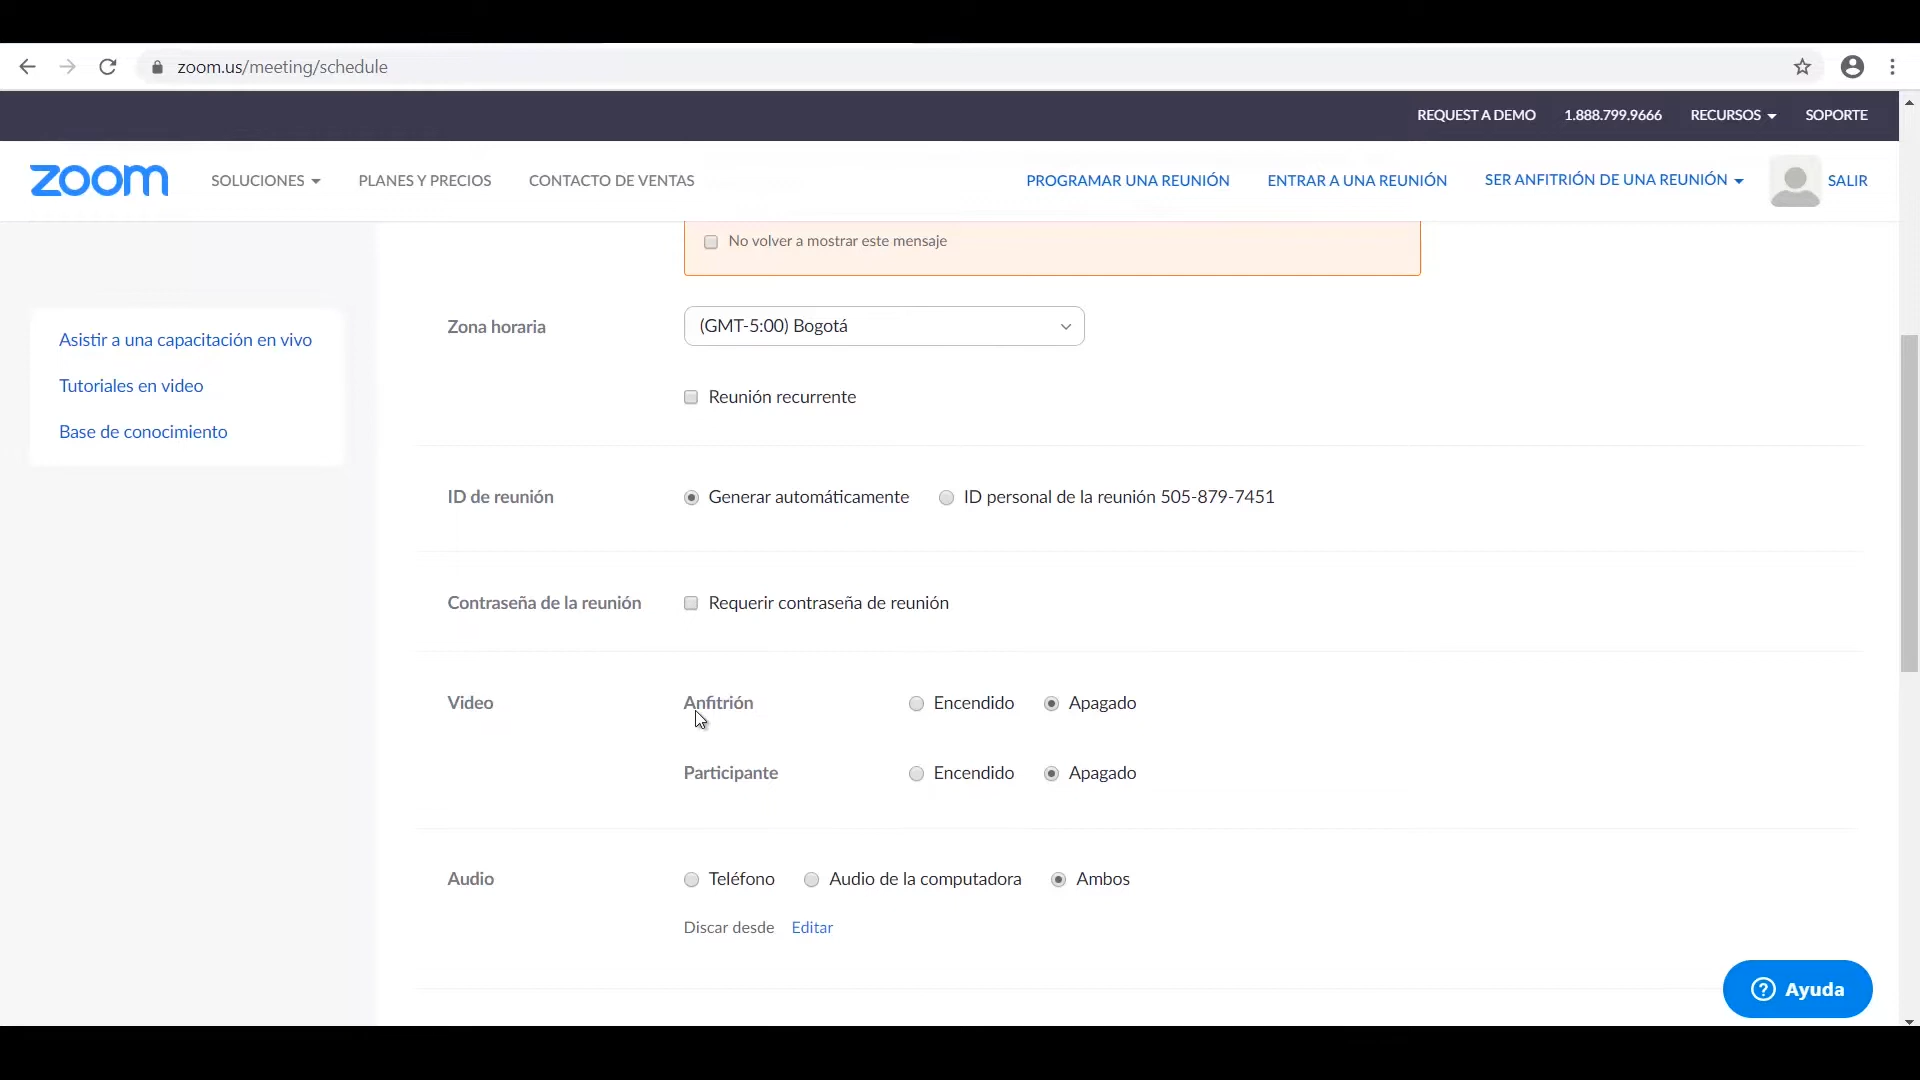 zoom.us/meeting/schedule
REQUEST A DEMO 1.888.799.9666 RECURSOS SOPORTE
zoom SOLUCIONES PLANES Y PRECIOS CONTACTO DE VENTAS PROGRAMAR UNA REUNIÓN ENTRAR A UNA REUNIÓN SER ANFITRIÓN DE UNA REUNIÓN SALIR
No volver a mostrar este mensaje
Asistir a una capacitación en vivo
Tutoriales en video
Base de conocimiento
Zona horaria (GMT-5:00) Bogotá
Reunión recurrente
ID de reunión Generar automáticamente ID personal de la reunión 505-879-7451
Contraseña de la reunión Requerir contraseña de reunión
Video Anfitrión Encendido Apagado
Participante Encendido Apagado
Audio Teléfono Audio de la computadora Ambos
Discar desde Editar
? Ayuda